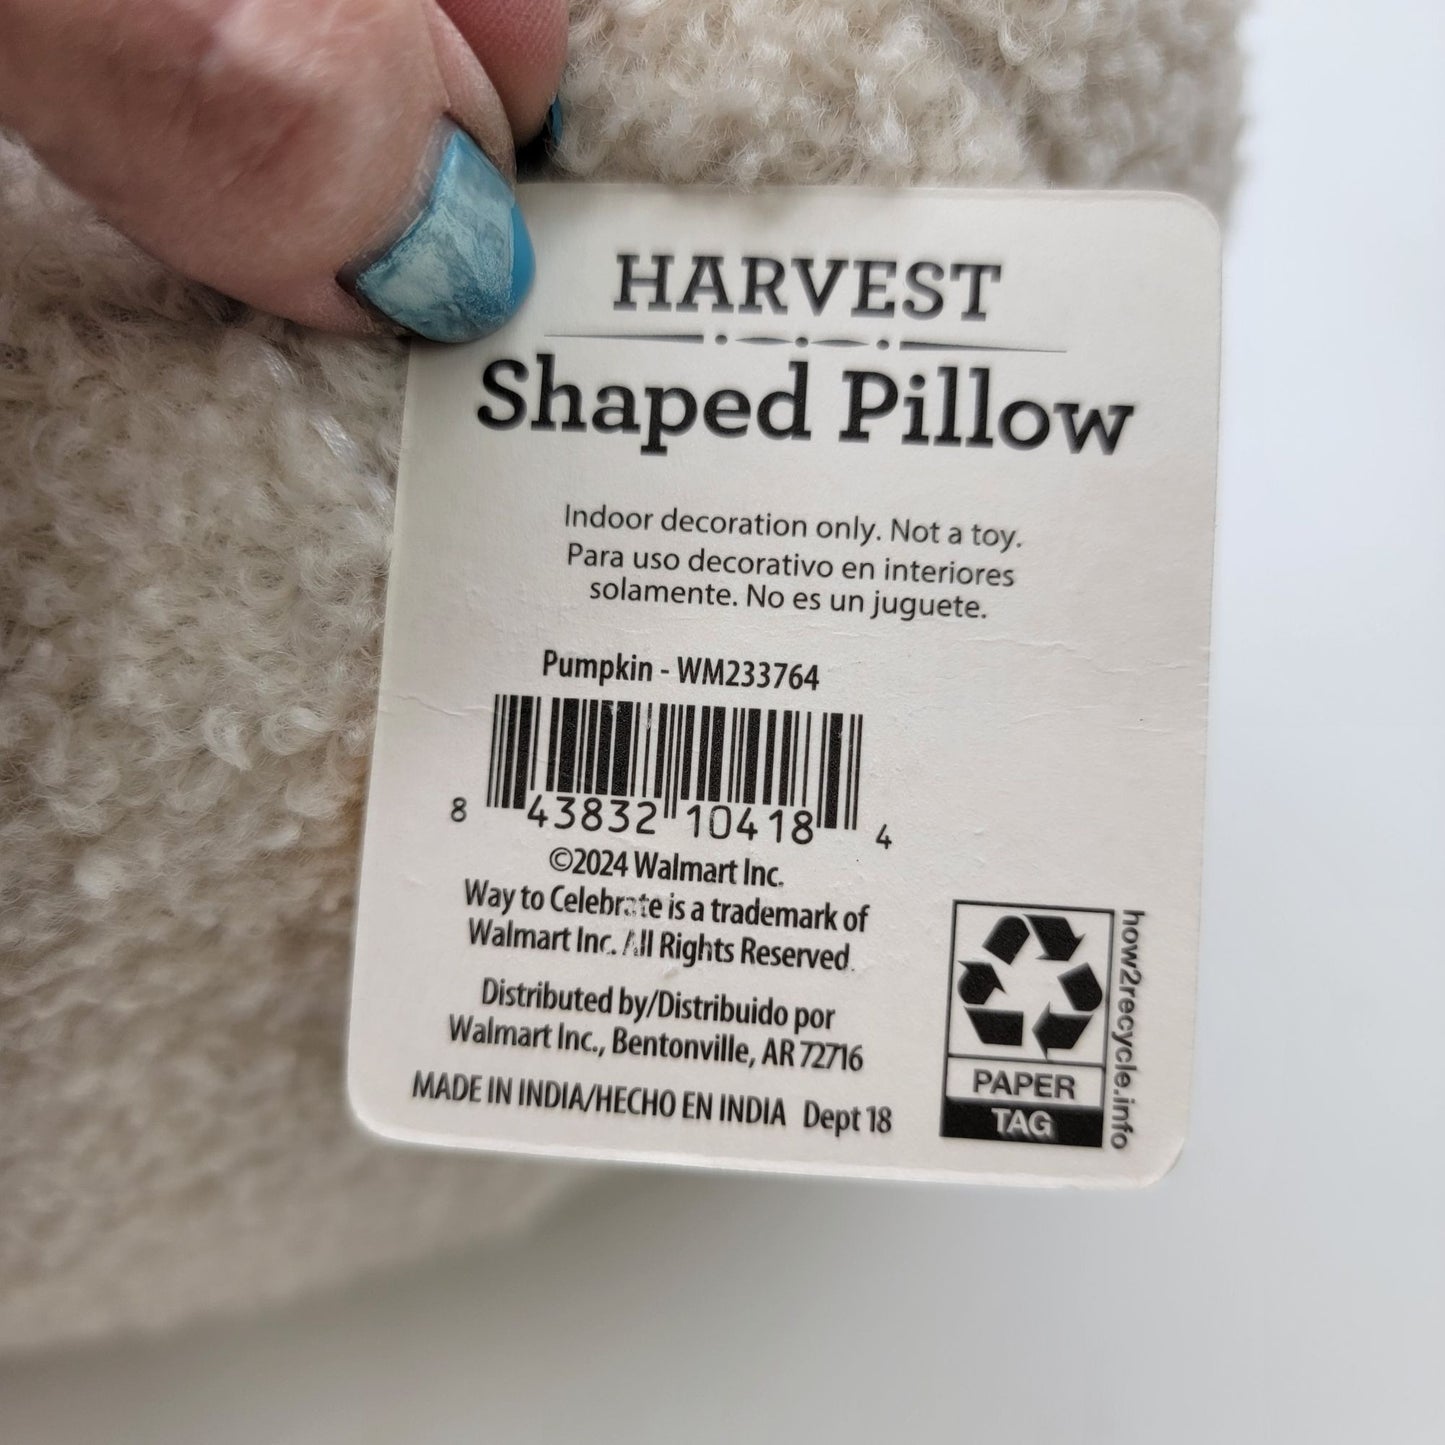 HARVEST
Shaped Pillow
Indoor decoration only. Not a toy.
Para uso decorativo en interiores
solamente. No es un juguete.
Pumpkin - WM233764
8 43832 10418 4
©2024 Walmart Inc.
Way to Celebrate is a trademark of
Walmart Inc. All Rights Reserved.
Distributed by/Distribuido por
Walmart Inc., Bentonville, AR 72716
MADE IN INDIA/HECHO EN INDIA Dept 18
PAPER
TAG
how2recycle.info